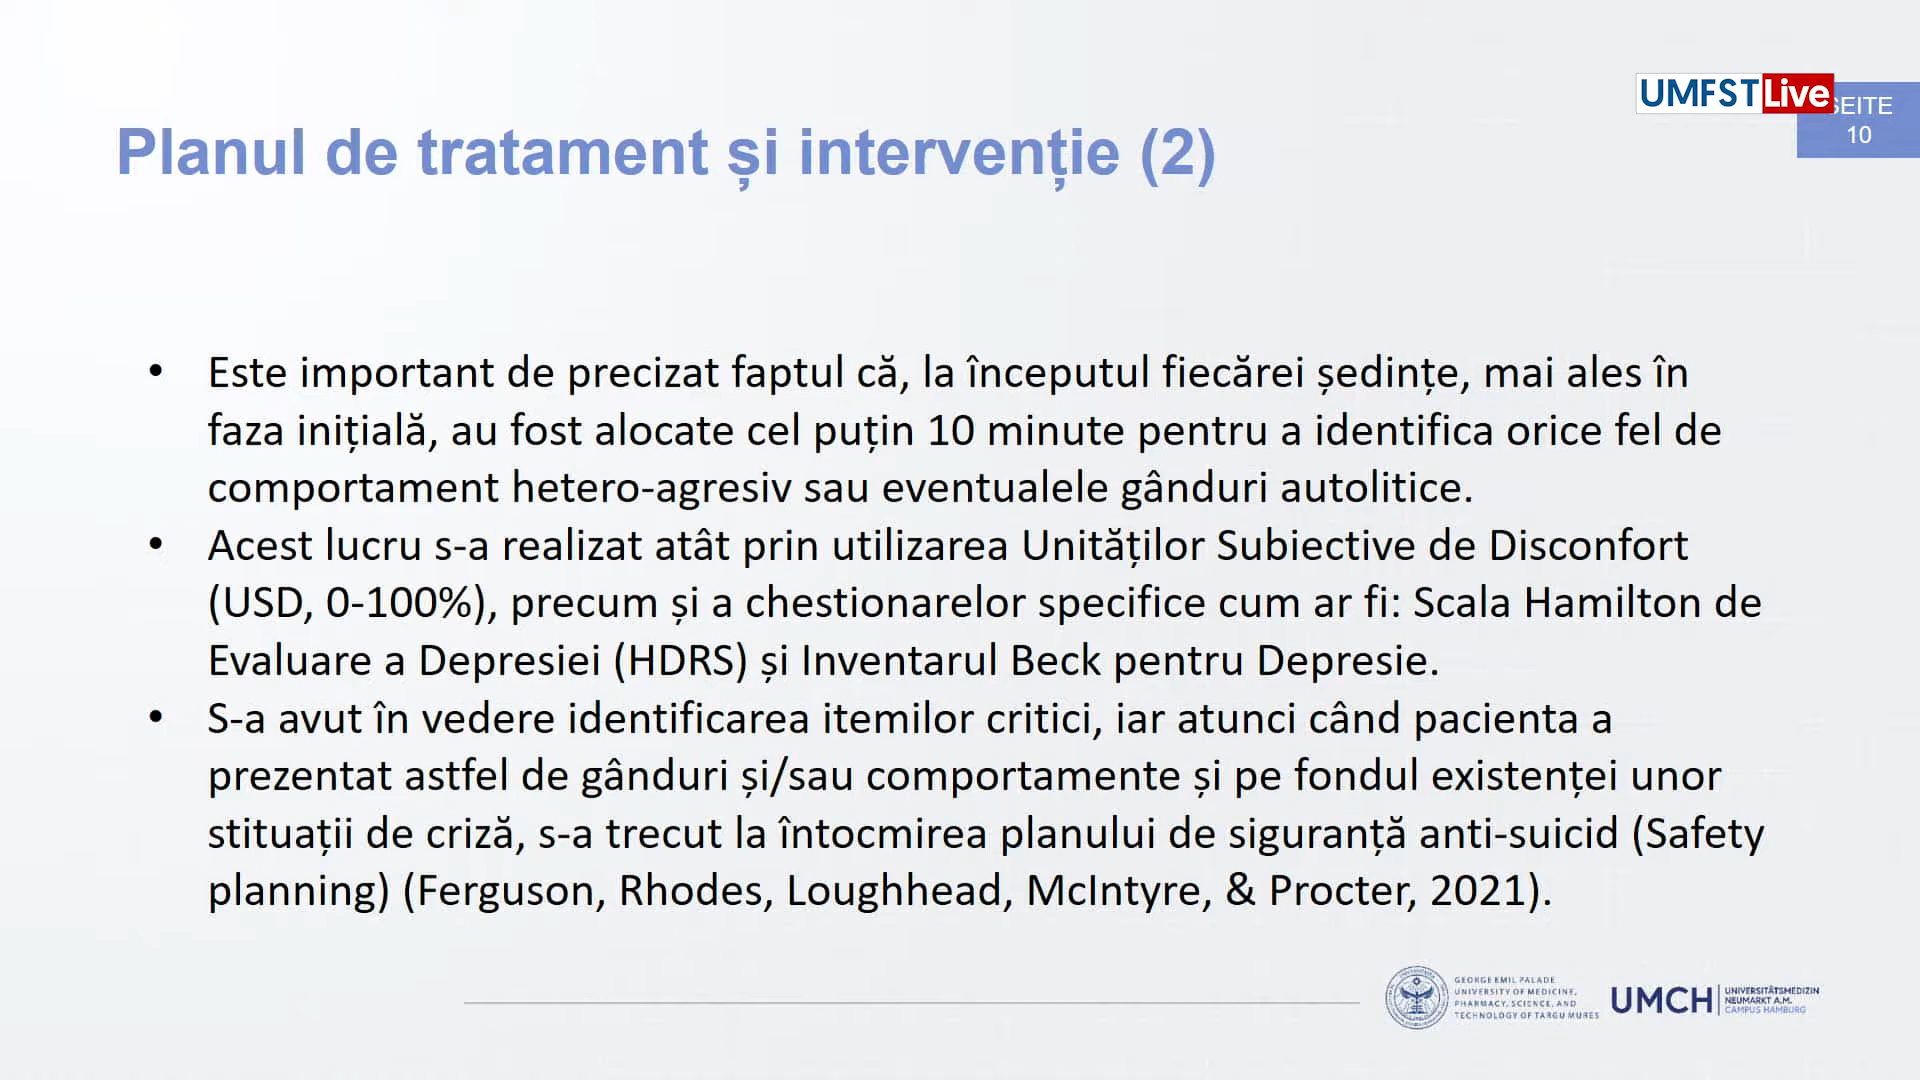 UMFST Live
SEITE
10
Planul de tratament și intervenție (2)
• Este important de precizat faptul că, la începutul fiecărei ședințe, mai ales în
faza inițială, au fost alocate cel puțin 10 minute pentru a identifica orice fel de
comportament hetero-agresiv sau eventualele gânduri autolitice.
• Acest lucru s-a realizat atât prin utilizarea Unităților Subiective de Disconfort
(USD, 0-100%), precum și a chestionarelor specifice cum ar fi: Scala Hamilton de
Evaluare a Depresiei (HDRS) și Inventarul Beck pentru Depresie.
• S-a avut în vedere identificarea itemilor critici, iar atunci când pacienta a
prezentat astfel de gânduri și/sau comportamente și pe fondul existenței unor
stituații de criză, s-a trecut la întocmirea planului de siguranță anti-suicid (Safety
planning) (Ferguson, Rhodes, Loughhead, McIntyre, & Procter, 2021).
GEORGE EMIL PALADE
UNIVERSITY OF MEDICINE,
PHARMACY, SCIENCE, AND
TECHNOLOGY OF TARGU MURES
UMCH
UNIVERSITÄTSMEDIZIN
NEUMARKT A.M.
CAMPUS HAMBURG